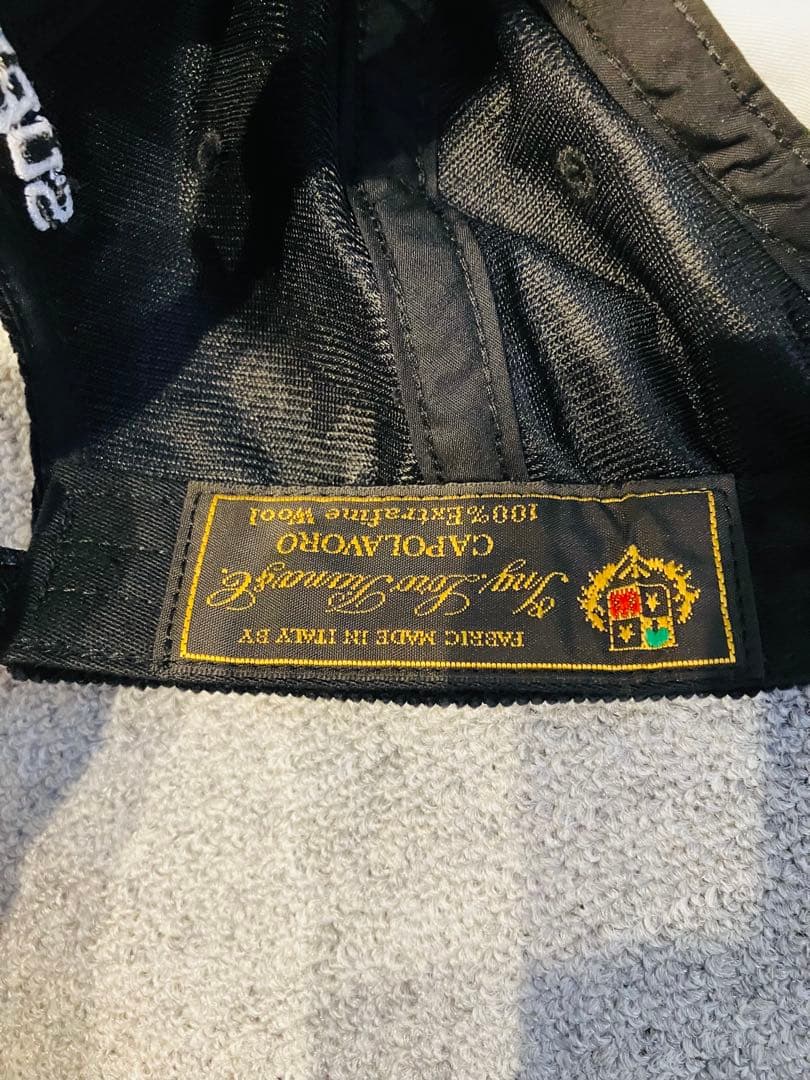 FABRIC MADE IN ITALY BY
Ing. Loro Piana & C.
CAPOLAVORO
100% Extrafine Wool